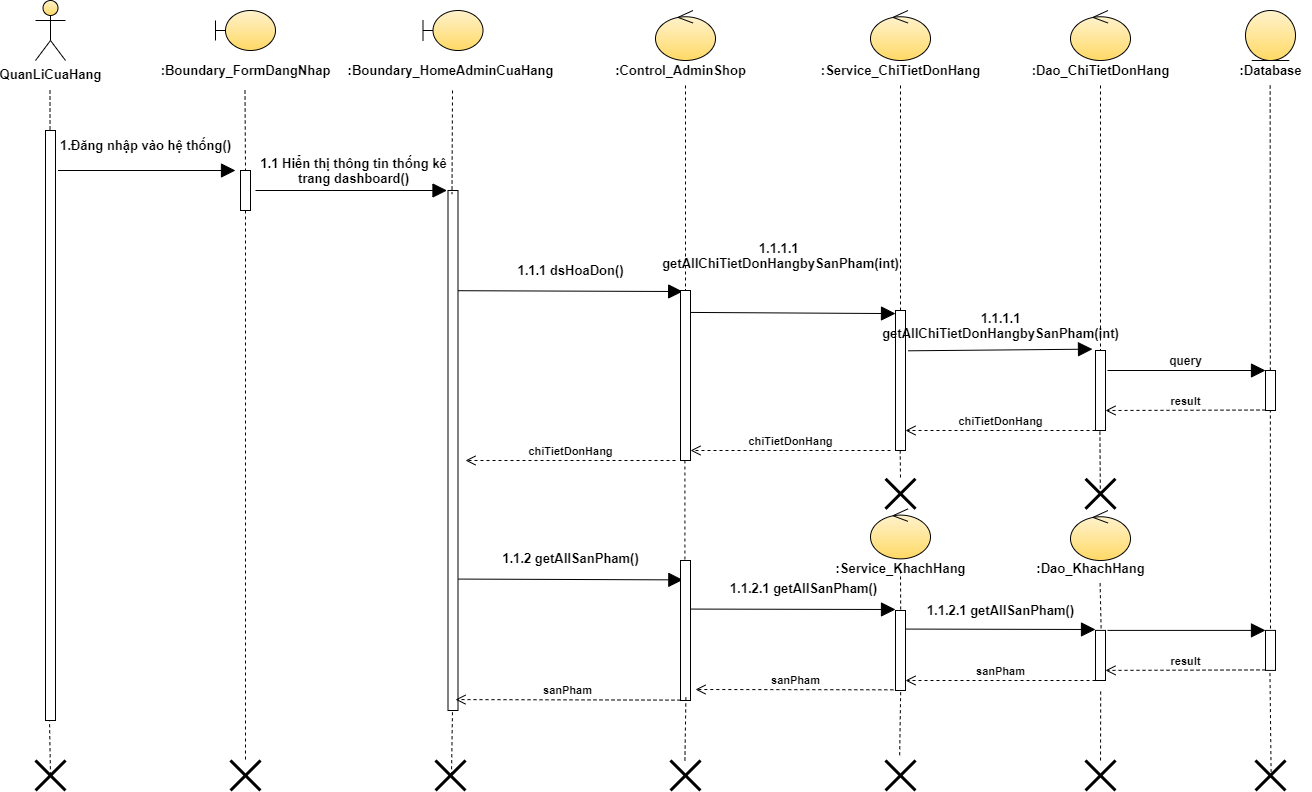 QuanLiCuaHang
:Boundary_FormDangNhap
:Boundary_HomeAdminCuaHang
:Control_AdminShop
:Service_ChiTietDonHang
:Dao_ChiTietDonHang
:Database
1.Đăng nhập vào hệ thống()
1.1 Hiển thị thông tin thống kê
trang dashboard()
1.1.1 dsHoaDon()
1.1.1.1
getAllChiTietDonHangbySanPham(int)
1.1.1.1
getAllChiTietDonHangbySanPham(int)
query
result
chiTietDonHang
chiTietDonHang
chiTietDonHang
:Service_KhachHang
:Dao_KhachHang
1.1.2 getAllSanPham()
1.1.2.1 getAllSanPham()
1.1.2.1 getAllSanPham()
result
sanPham
sanPham
sanPham